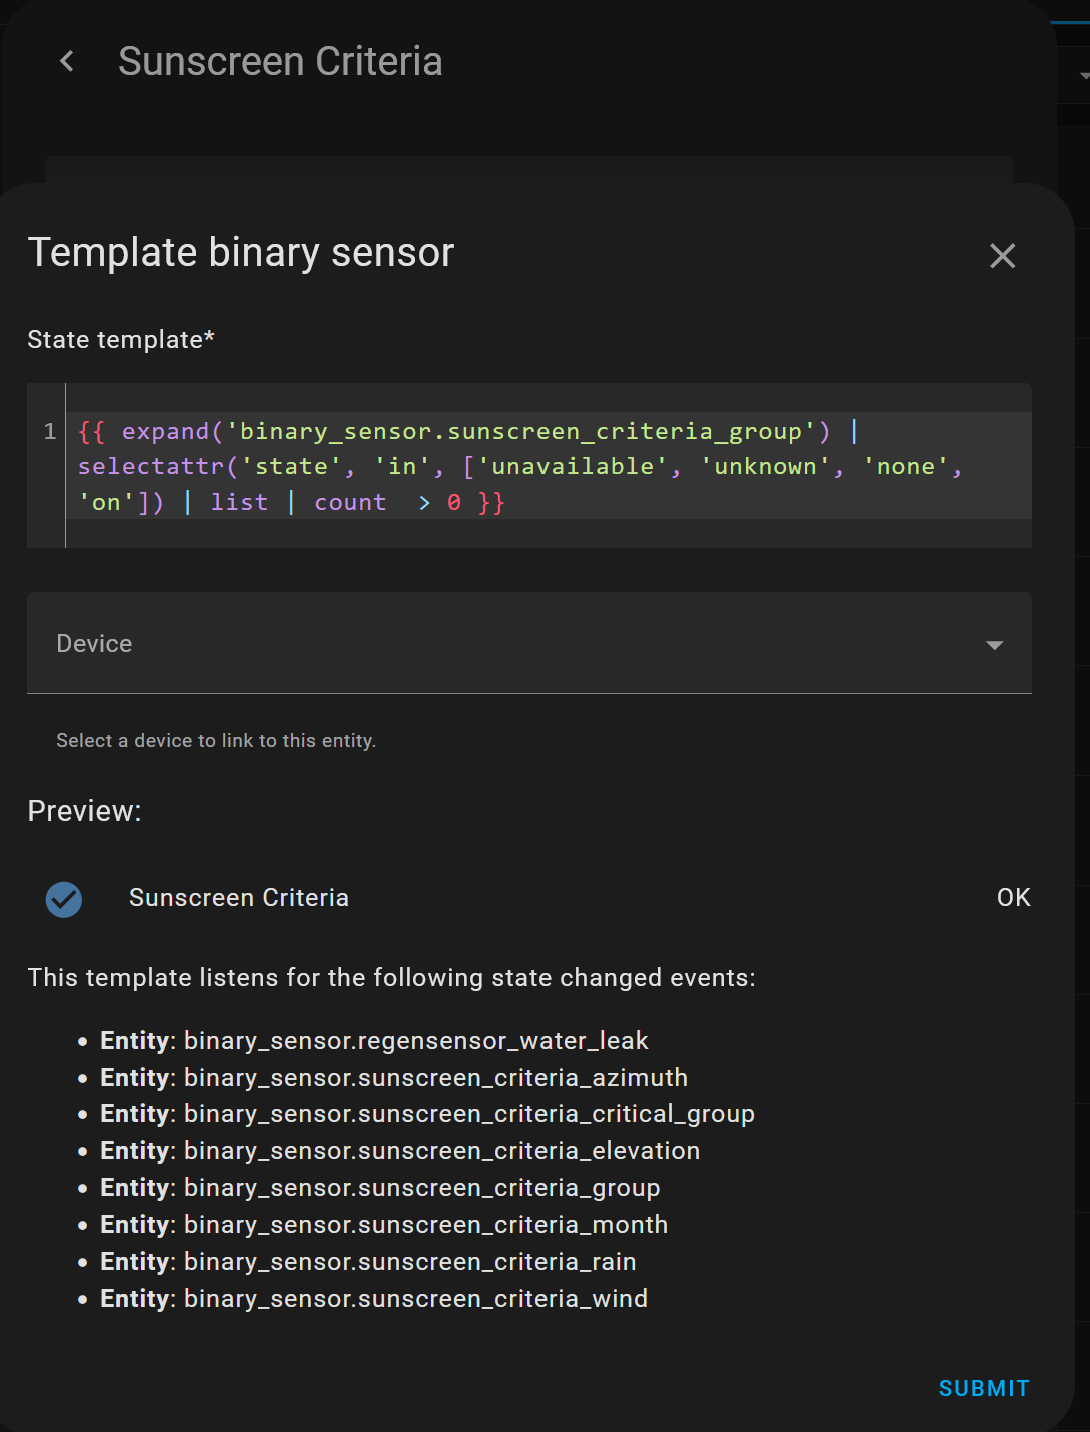 Sunscreen Criteria
Template binary sensor
State template*
1 {{ expand('binary_sensor.sunscreen_criteria_group') |
selectattr('state', 'in', ['unavailable', 'unknown', 'none',
'on']) | list | count  > 0 }}
Device
Select a device to link to this entity.
Preview:
Sunscreen Criteria OK
This template listens for the following state changed events:
• Entity: binary_sensor.regensensor_water_leak
• Entity: binary_sensor.sunscreen_criteria_azimuth
• Entity: binary_sensor.sunscreen_criteria_critical_group
• Entity: binary_sensor.sunscreen_criteria_elevation
• Entity: binary_sensor.sunscreen_criteria_group
• Entity: binary_sensor.sunscreen_criteria_month
• Entity: binary_sensor.sunscreen_criteria_rain
• Entity: binary_sensor.sunscreen_criteria_wind
SUBMIT